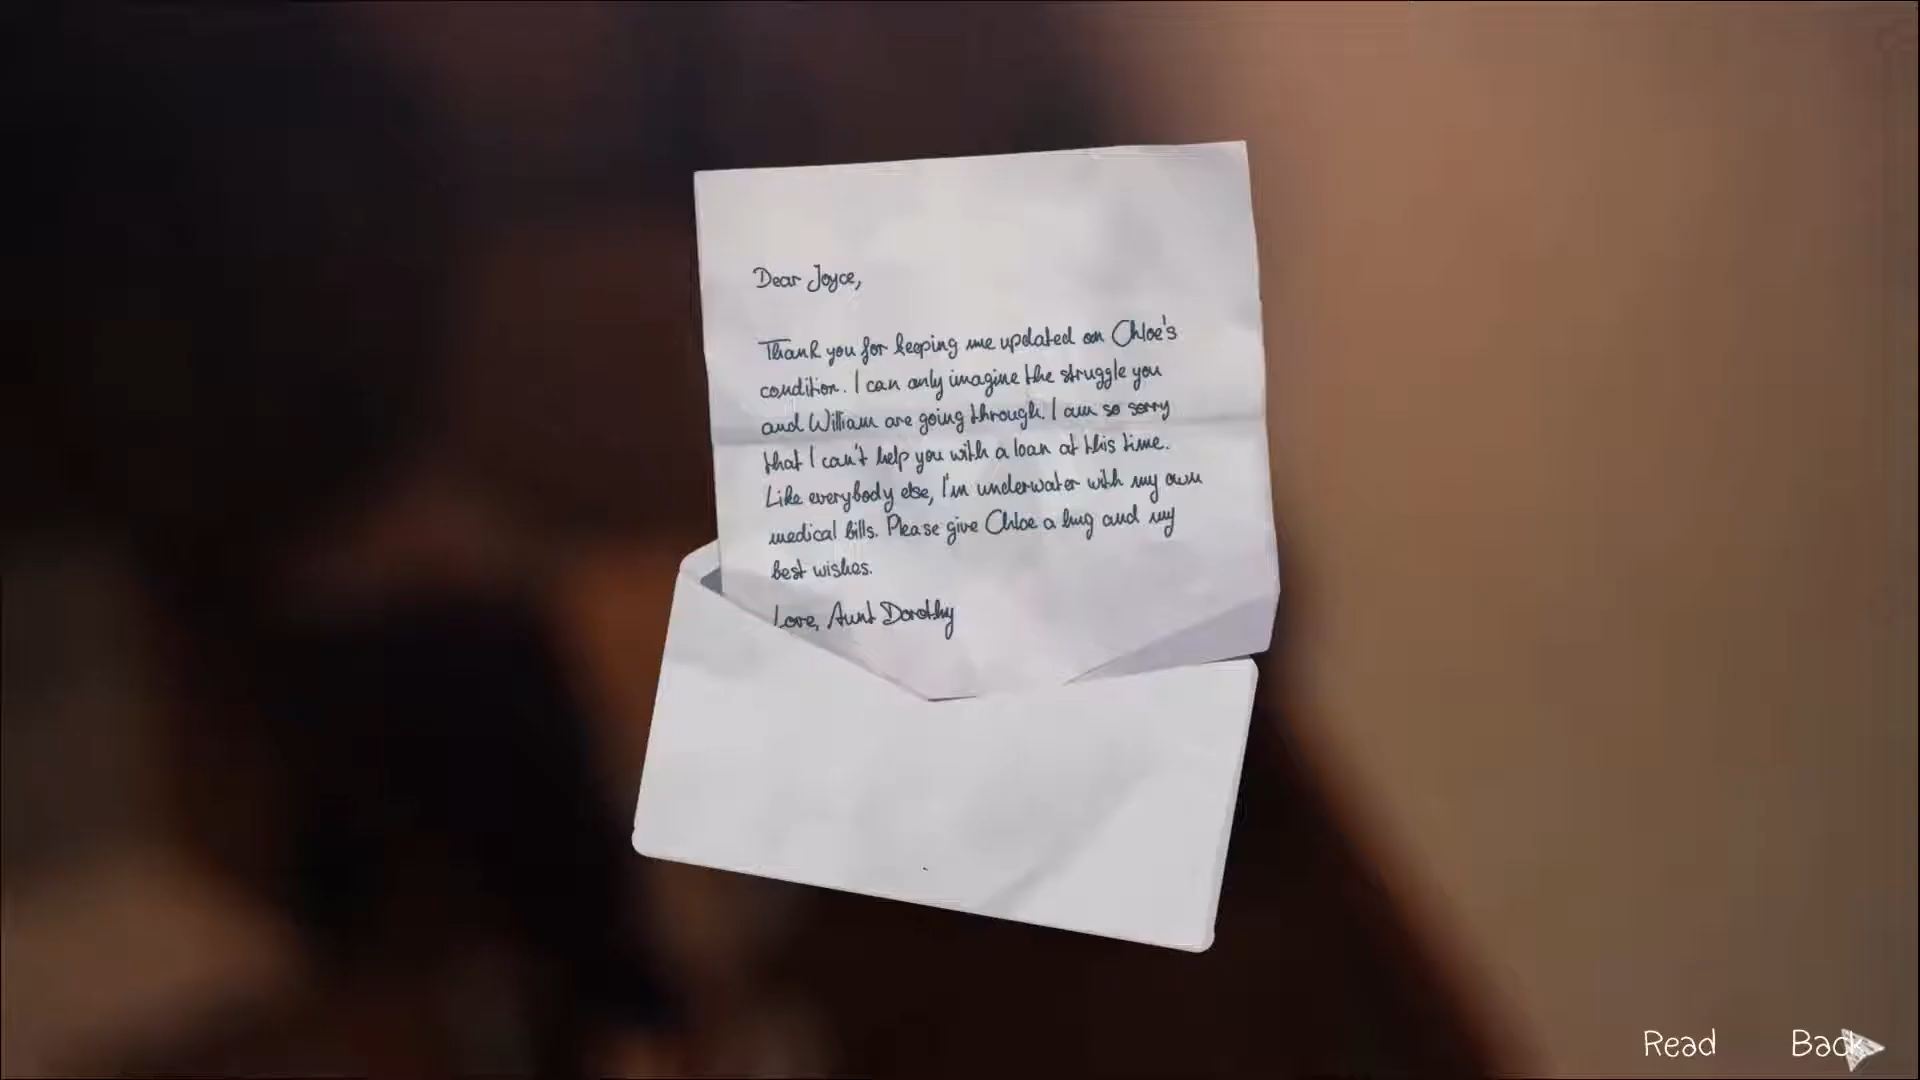 Dear Joyce,
Thank you for keeping me updated on Chloe's
condition. I can only imagine the struggle you
and William are going through. I am so sorry
that I can't help you with a loan at this time.
Like everybody else, I'm underwater with my own
medical bills. Please give Chloe a hug and my
best wishes.
Love, Aunt Dorothy
Read
Back